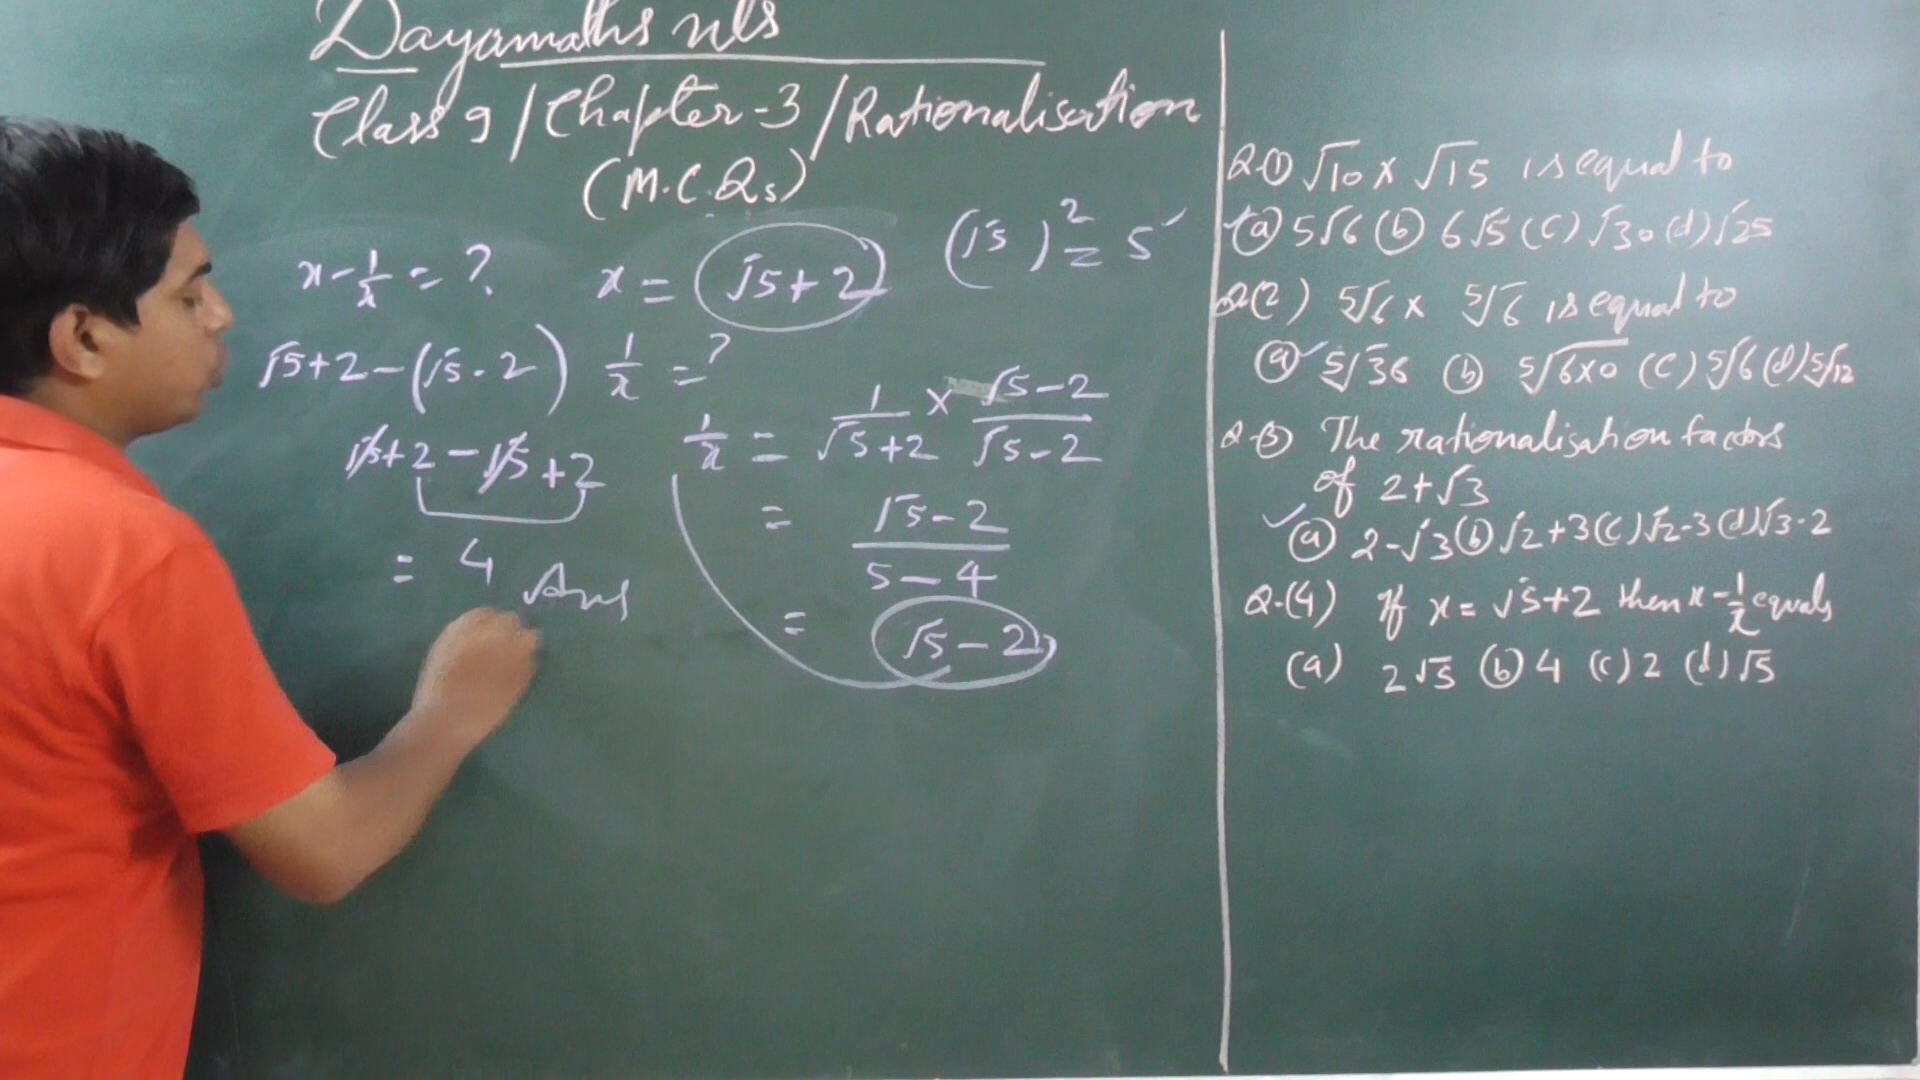 Dayamaths nls
Class 9 / Chapter-3 / Rationalisation
(M.C.Qs)
x - 1/x = ?
x = √5+2
(√5)² = 5
√5+2-(√5-2)
1/x = ?
√5+2-√5+2
= 4 Ans
1/x = 1/(√5+2) × (√5-2)/(√5-2)
= (√5-2)/(5-4)
= √5-2
Q.① √10 × √15 is equal to
✓(a) 5√6 (b) 6√5 (c) √30 (d) √25
Q(2) ⁵√6 × ⁵√6 is equal to
(a)✓ ⁵√36 (b) ⁵√6×0 (c) ⁵√6 (d) ⁵√12
Q-③ The rationalisation factors
of 2+√3
✓(a) 2-√3 (b) √2+3 (c) √2-3 (d) √3-2
Q.(4) If x = √5+2 then x - 1/x equals
(a) 2√5 (b) 4 (c) 2 (d) √5